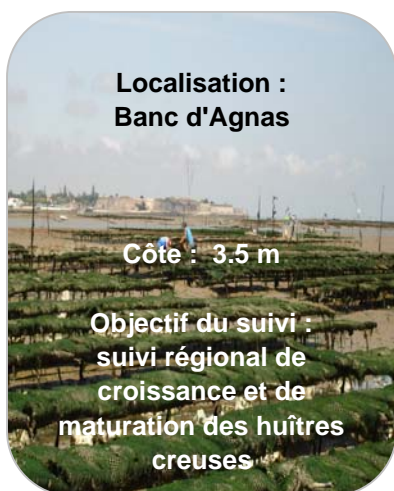 Localisation :
Banc d'Agnas
Côte :  3.5 m
Objectif du suivi :
suivi régional de
croissance et de
maturation des huîtres
creuses